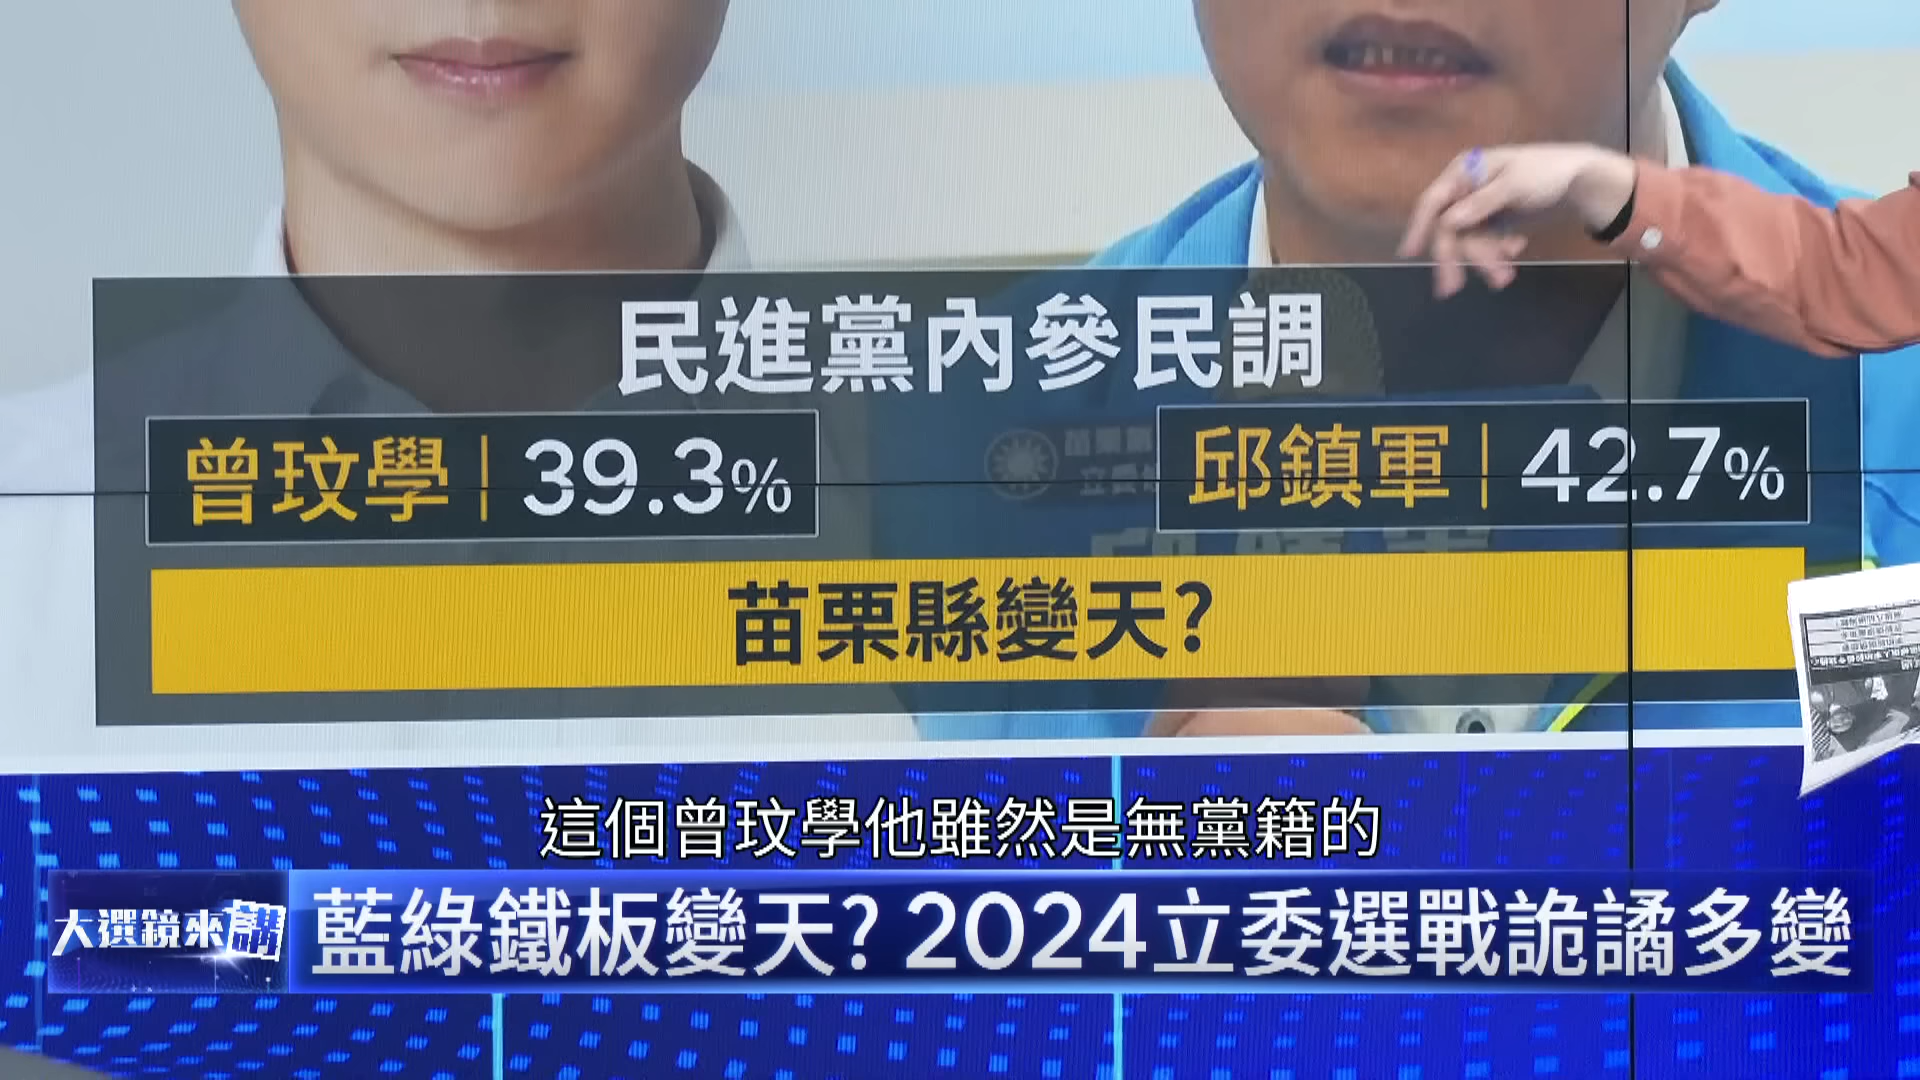 民進黨內參民調
曾玟學 39.3%
邱鎮軍 42.7%
苗栗縣變天?
這個曾玟學他雖然是無黨籍的
大選鏡來講
藍綠鐵板變天? 2024立委選戰詭譎多變